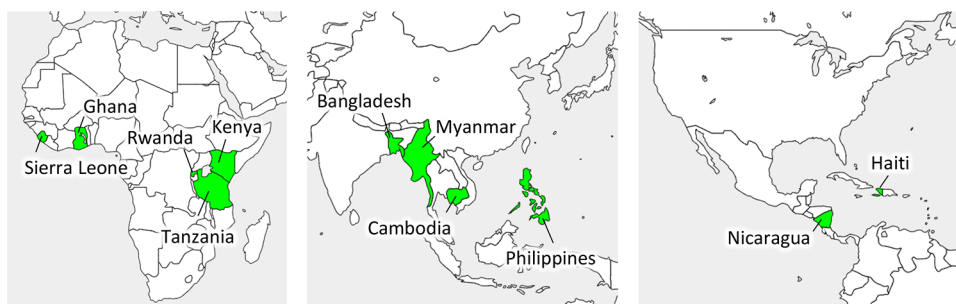 Ghana
Rwanda
Kenya
Sierra Leone
Tanzania
Bangladesh
Myanmar
Cambodia
Philippines
Haiti
Nicaragua